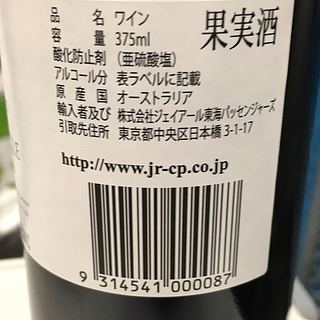 品名 ワイン
果実酒
容量 375ml
酸化防止剤 (亜硫酸塩)
アルコール分 表ラベルに記載
原産国 オーストラリア
輸入者及び 株式会社ジェイアール東海パッセンジャーズ
引取先住所 東京都中央区日本橋3-1-17
http://www.jr-cp.co.jp
9 314541 000087